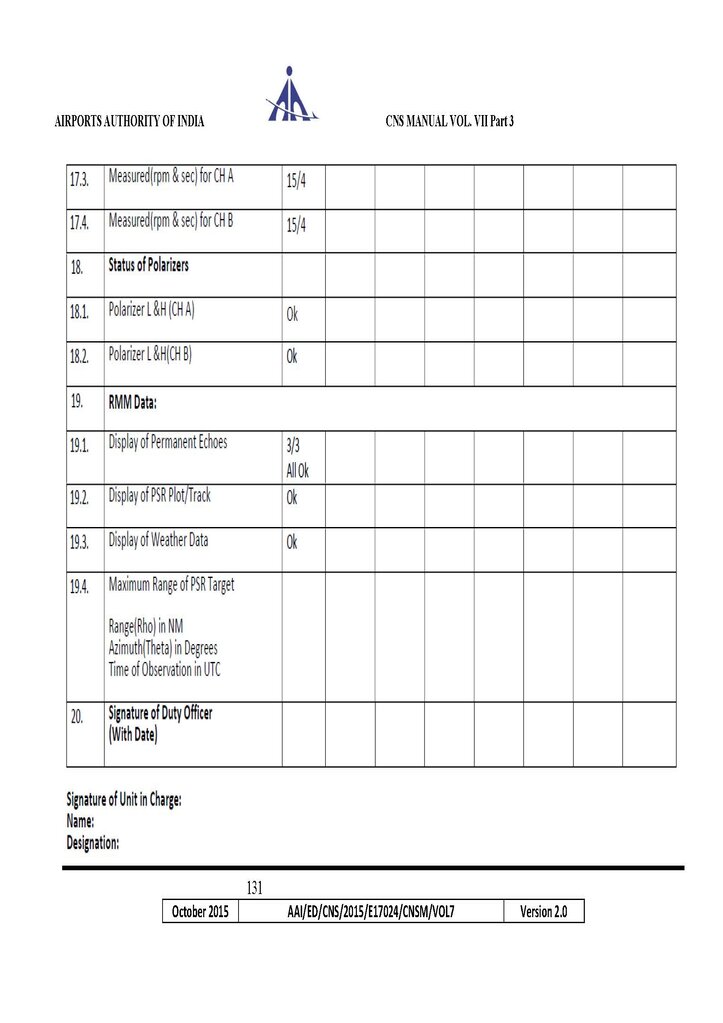 AIRPORTS AUTHORITY OF INDIA CNS MANUAL VOL. VII Part 3
17.3. Measured(rpm & sec) for CH A 15/4
17.4. Measured(rpm & sec) for CH B 15/4
18. Status of Polarizers
18.1. Polarizer L &H (CH A) Ok
18.2. Polarizer L &H(CH B) Ok
19. RMM Data:
19.1. Display of Permanent Echoes 3/3
All Ok
19.2. Display of PSR Plot/Track Ok
19.3. Display of Weather Data Ok
19.4. Maximum Range of PSR Target
Range(Rho) in NM
Azimuth(Theta) in Degrees
Time of Observation in UTC
20. Signature of Duty Officer
(With Date)
Signature of Unit in Charge:
Name:
Designation:
131
October 2015 AAI/ED/CNS/2015/E17024/CNSM/VOL7 Version 2.0